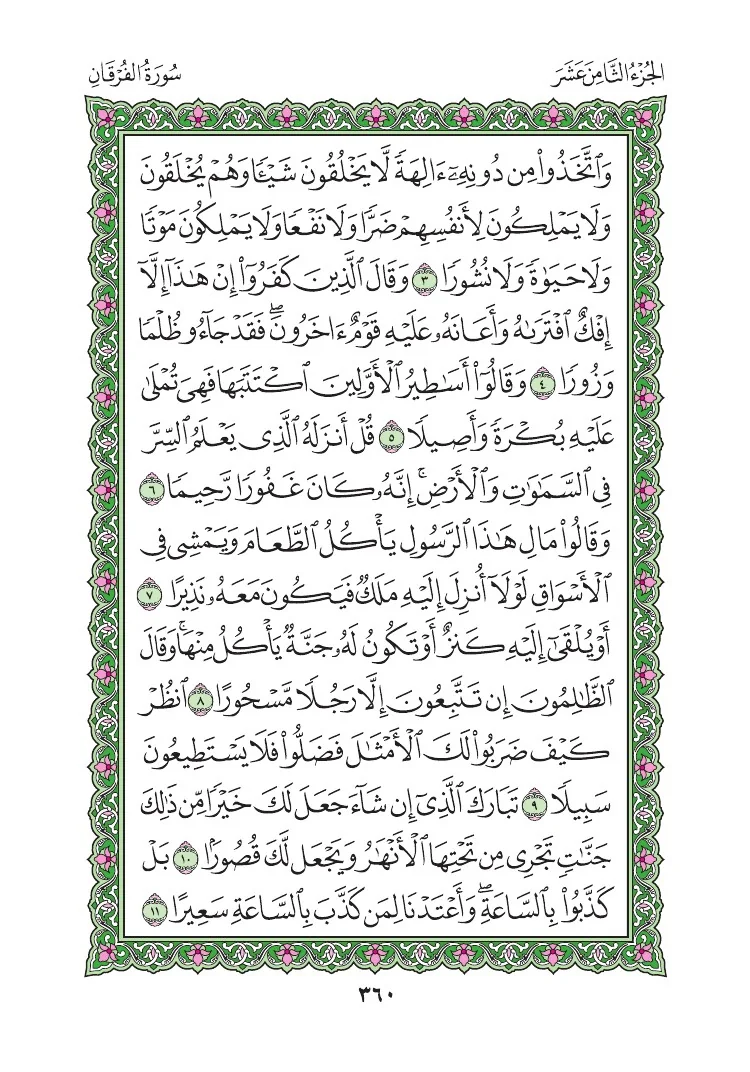 الجُزْءُ الثَّامِنَ عَشَرَ
سُورَةُ الفُرْقَانِ
وَٱتَّخَذُواْ مِن دُونِهِۦٓ ءَالِهَةٗ لَّا يَخۡلُقُونَ شَيۡـٔٗا وَهُمۡ يُخۡلَقُونَ
وَلَا يَمۡلِكُونَ لِأَنفُسِهِمۡ ضَرّٗا وَلَا نَفۡعٗا وَلَا يَمۡلِكُونَ مَوۡتٗا
وَلَا حَيَوٰةٗ وَلَا نُشُورٗا ٣ وَقَالَ ٱلَّذِينَ كَفَرُوٓاْ إِنۡ هَٰذَآ إِلَّآ
إِفۡكٌ ٱفۡتَرَىٰهُ وَأَعَانَهُۥ عَلَيۡهِ قَوۡمٌ ءَاخَرُونَۖ فَقَدۡ جَآءُو ظُلۡمٗا
وَزُورٗا ٤ وَقَالُوٓاْ أَسَٰطِيرُ ٱلۡأَوَّلِينَ ٱكۡتَتَبَهَا فَهِيَ تُمۡلَىٰ
عَلَيۡهِ بُكۡرَةٗ وَأَصِيلٗا ٥ قُلۡ أَنزَلَهُ ٱلَّذِي يَعۡلَمُ ٱلسِّرَّ
فِي ٱلسَّمَٰوَٰتِ وَٱلۡأَرۡضِۚ إِنَّهُۥ كَانَ غَفُورٗا رَّحِيمٗا ٦
وَقَالُواْ مَالِ هَٰذَا ٱلرَّسُولِ يَأۡكُلُ ٱلطَّعَامَ وَيَمۡشِي فِي
ٱلۡأَسۡوَاقِ لَوۡلَآ أُنزِلَ إِلَيۡهِ مَلَكٞ فَيَكُونَ مَعَهُۥ نَذِيرًا ٧
أَوۡ يُلۡقَىٰٓ إِلَيۡهِ كَنزٌ أَوۡ تَكُونُ لَهُۥ جَنَّةٞ يَأۡكُلُ مِنۡهَاۚ وَقَالَ
ٱلظَّٰلِمُونَ إِن تَتَّبِعُونَ إِلَّا رَجُلٗا مَّسۡحُورًا ٨ ٱنظُرۡ
كَيۡفَ ضَرَبُواْ لَكَ ٱلۡأَمۡثَٰلَ فَضَلُّواْ فَلَا يَسۡتَطِيعُونَ
سَبِيلٗا ٩ تَبَارَكَ ٱلَّذِيٓ إِن شَآءَ جَعَلَ لَكَ خَيۡرٗا مِّن ذَٰلِكَ
جَنَّٰتٖ تَجۡرِي مِن تَحۡتِهَا ٱلۡأَنۡهَٰرُ وَيَجۡعَل لَّكَ قُصُورَۢا ١٠ بَلۡ
كَذَّبُواْ بِٱلسَّاعَةِۖ وَأَعۡتَدۡنَا لِمَن كَذَّبَ بِٱلسَّاعَةِ سَعِيرًا ١١
٣٦٠